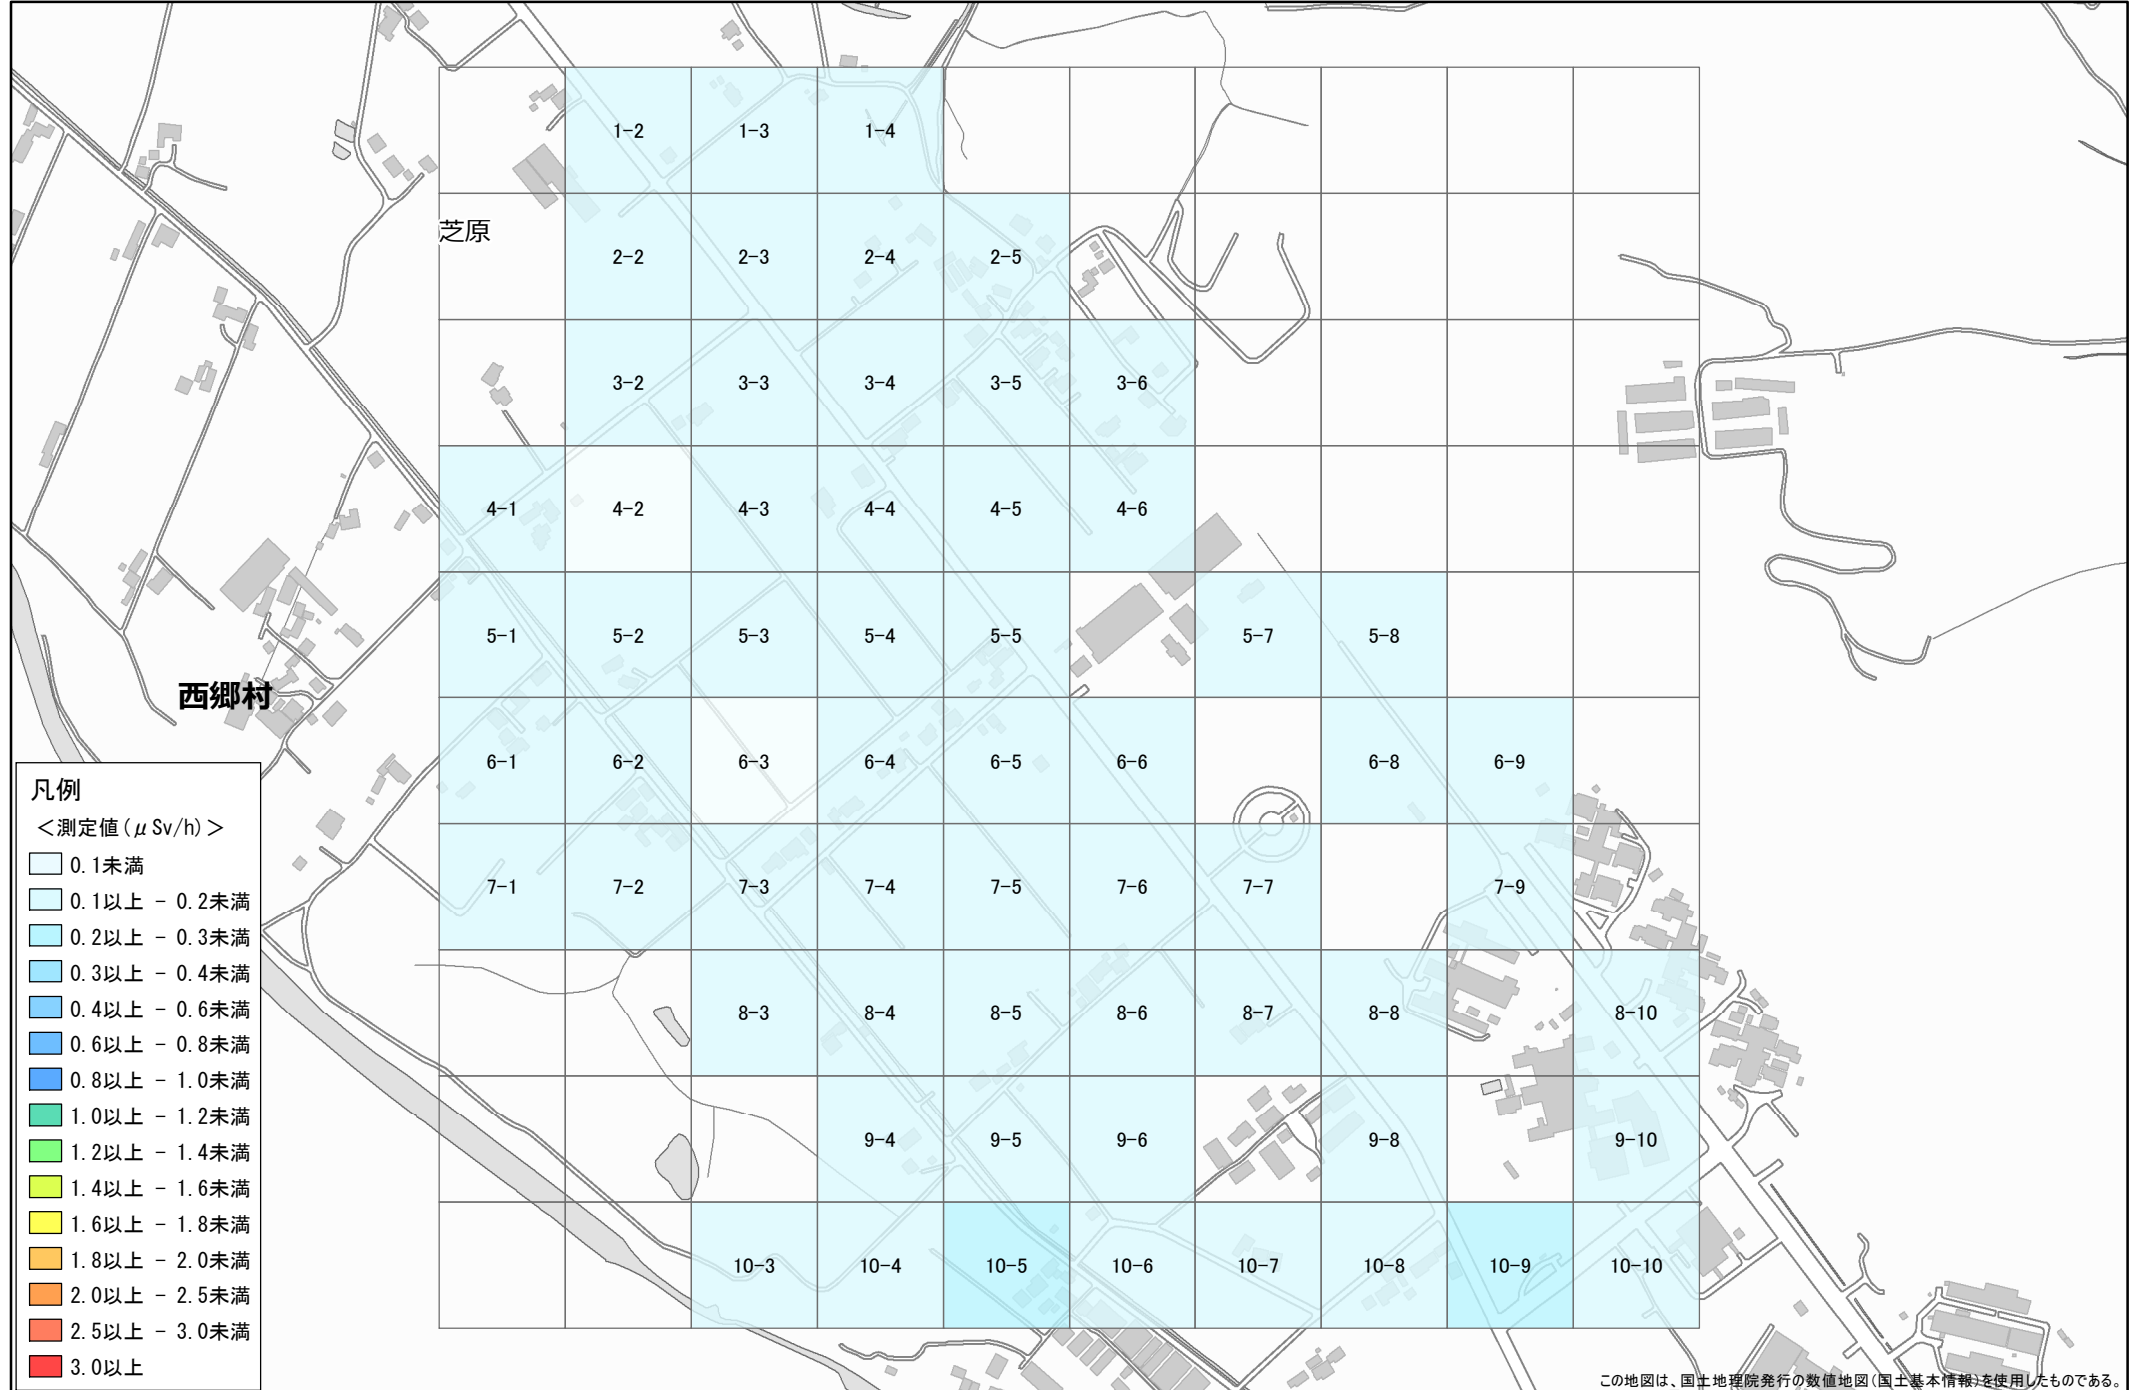 1-2 1-3 1-4
芝原
2-2 2-3 2-4 2-5
3-2 3-3 3-4 3-5 3-6
4-1 4-2 4-3 4-4 4-5 4-6
5-1 5-2 5-3 5-4 5-5 5-7 5-8
西郷村
6-1 6-2 6-3 6-4 6-5 6-6 6-8 6-9
7-1 7-2 7-3 7-4 7-5 7-6 7-7 7-9
8-3 8-4 8-5 8-6 8-7 8-8 8-10
9-4 9-5 9-6 9-8 9-10
10-3 10-4 10-5 10-6 10-7 10-8 10-9 10-10
凡例
＜測定値(μSv/h)＞
0.1未満
0.1以上 - 0.2未満
0.2以上 - 0.3未満
0.3以上 - 0.4未満
0.4以上 - 0.6未満
0.6以上 - 0.8未満
0.8以上 - 1.0未満
1.0以上 - 1.2未満
1.2以上 - 1.4未満
1.4以上 - 1.6未満
1.6以上 - 1.8未満
1.8以上 - 2.0未満
2.0以上 - 2.5未満
2.5以上 - 3.0未満
3.0以上
この地図は、国土地理院発行の数値地図(国土基本情報)を使用したものである。